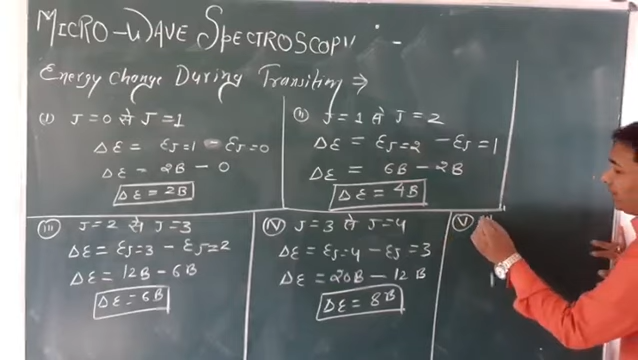 MICRO-WAVE SPECTROSCOPY :-
Energy Change During Transition ⇒
(I) J=0 से J=1
ΔE = EJ=1 - EJ=0
ΔE = 2B - 0
ΔE = 2B
(II) J=1 से J=2
ΔE = EJ=2 - EJ=1
ΔE = 6B - 2B
ΔE = 4B
(III) J=2 से J=3
ΔE = EJ=3 - EJ=2
ΔE = 12B - 6B
ΔE = 6B
(IV) J=3 से J=4
ΔE = EJ=4 - EJ=3
ΔE = 20B - 12B
ΔE = 8B
(V)